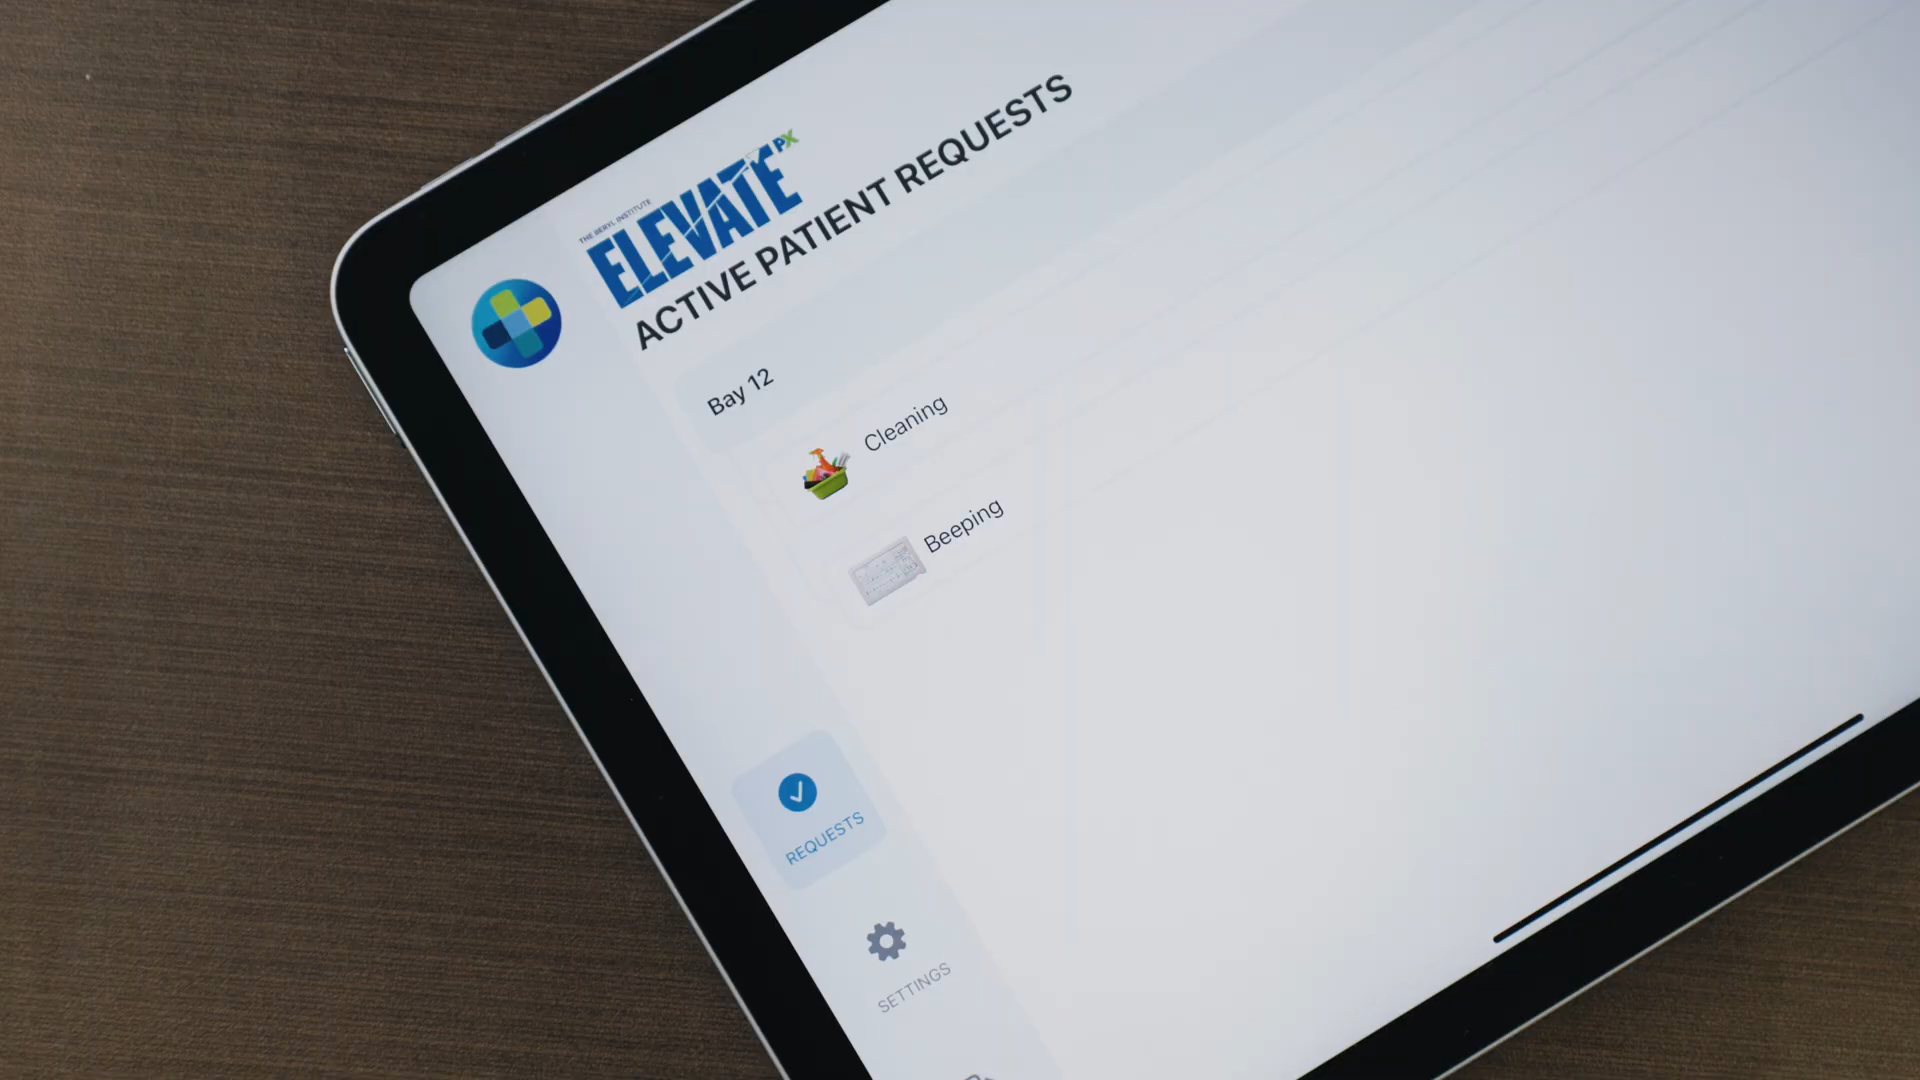 THE BERYL INSTITUTE
ELEVATE PX
ACTIVE PATIENT REQUESTS
Bay 12
Cleaning
Beeping
REQUESTS
SETTINGS